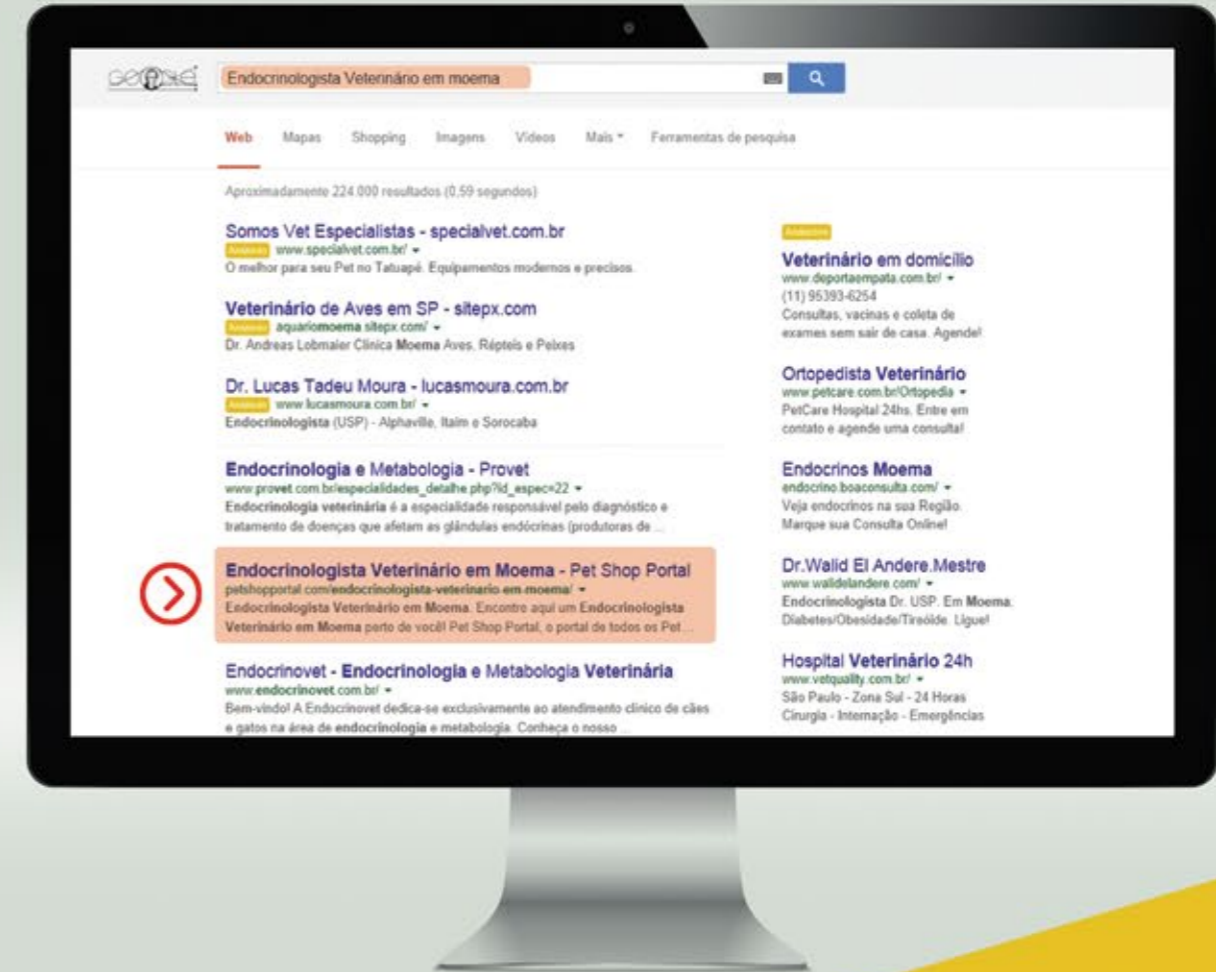 Google
Endocrinologista Veterinário em moema
Web Mapas Shopping Imagens Vídeos Mais Ferramentas de pesquisa
Aproximadamente 224.000 resultados (0,59 segundos)
Somos Vet Especialistas - specialvet.com.br
Anúncio www.specialvet.com.br/
O melhor para seu Pet no Tatuapé. Equipamentos modernos e precisos.
Veterinário de Aves em SP - sitepx.com
Anúncio aquariomoema.sitepx.com/
Dr. Andreas Lobmaier Clínica Moema Aves, Répteis e Peixes
Dr. Lucas Tadeu Moura - lucasmoura.com.br
Anúncio www.lucasmoura.com.br/
Endocrinologista (USP) - Alphaville, Itaim e Sorocaba
Endocrinologia e Metabologia - Provet
www.provet.com.br/especialidades_detalhe.php?id_espec=22
Endocrinologia veterinária é a especialidade responsável pelo diagnóstico e
tratamento de doenças que afetam as glândulas endócrinas (produtoras de ...
Endocrinologista Veterinário em Moema - Pet Shop Portal
petshopportal.com/endocrinologista-veterinario-em-moema/
Endocrinologista Veterinário em Moema. Encontre aqui um Endocrinologista
Veterinário em Moema perto de você! Pet Shop Portal, o portal de todos os Pet ...
Endocrinovet - Endocrinologia e Metabologia Veterinária
www.endocrinovet.com.br/
Bem-vindo! A Endocrinovet dedica-se exclusivamente ao atendimento clínico de cães
e gatos na área de endocrinologia e metabologia. Conheça o nosso ...
Anúncios
Veterinário em domicílio
www.deportaempata.com.br/
(11) 95393-6254
Consultas, vacinas e coleta de
exames sem sair de casa. Agende!
Ortopedista Veterinário
www.petcare.com.br/Ortopedia
PetCare Hospital 24hs. Entre em
contato e agende uma consulta!
Endocrinos Moema
endocrino.boaconsulta.com/
Veja endocrinos na sua Região.
Marque sua Consulta Online!
Dr.Walid El Andere.Mestre
www.walidelandere.com/
Endocrinologista Dr. USP. Em Moema.
Diabetes/Obesidade/Tireóide. Ligue!
Hospital Veterinário 24h
www.vetquality.com.br/
São Paulo - Zona Sul - 24 Horas
Cirurgia - Internação - Emergências